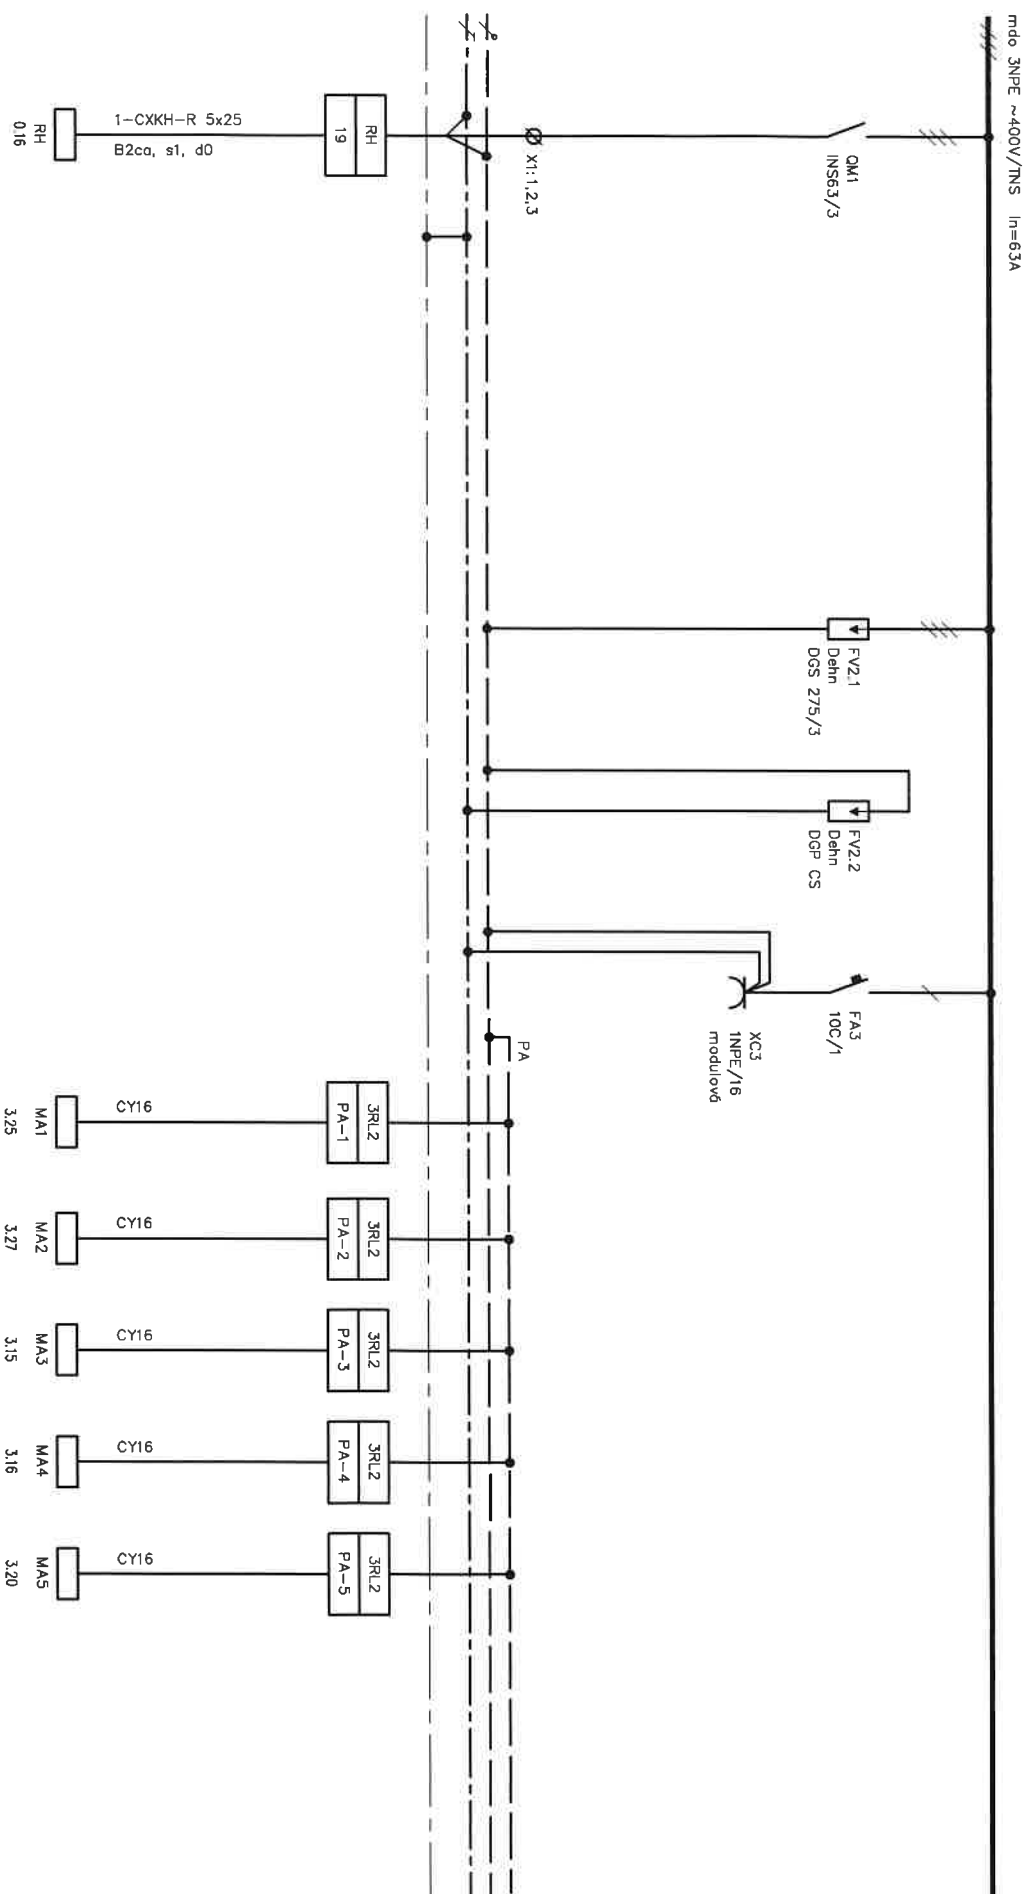 mdo 3NPE ~400V/TNS In=63A
QM1
INS63/3
X1:1,2,3
RH
19
1-CXKH-R 5x25
B2ca, s1, d0
RH
0.16
FV2.1
Dehn
DGS 275/3
FV2.2
Dehn
DGP CS
FA3
10C/1
XC3
1NPE/16
modulová
PA
3RL2
PA-1
CY16
MA1
3.25
3RL2
PA-2
CY16
MA2
3.27
3RL2
PA-3
CY16
MA3
3.15
3RL2
PA-4
CY16
MA4
3.16
3RL2
PA-5
CY16
MA5
3.20